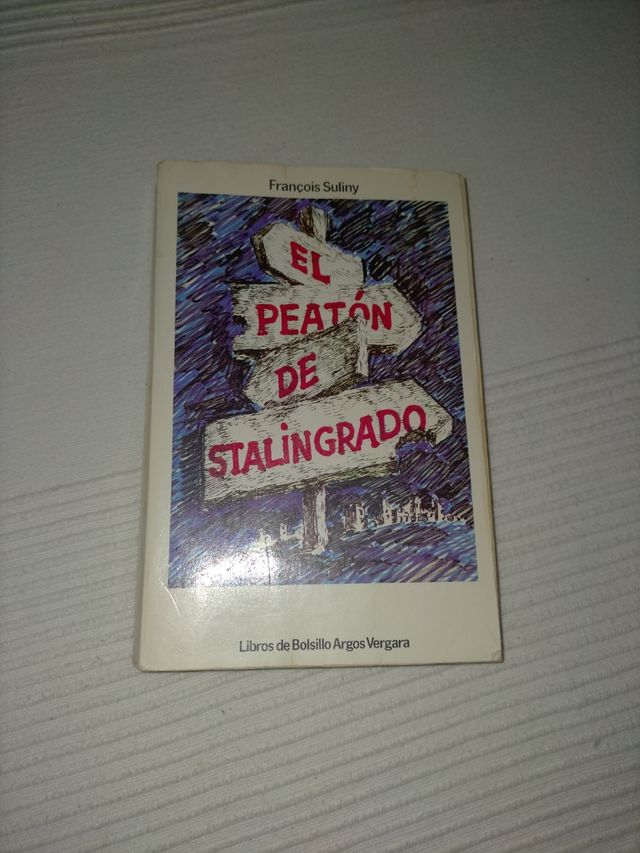 François Suliny
EL
PEATÓN
DE
STALiNGRADO
Libros de Bolsillo Argos Vergara